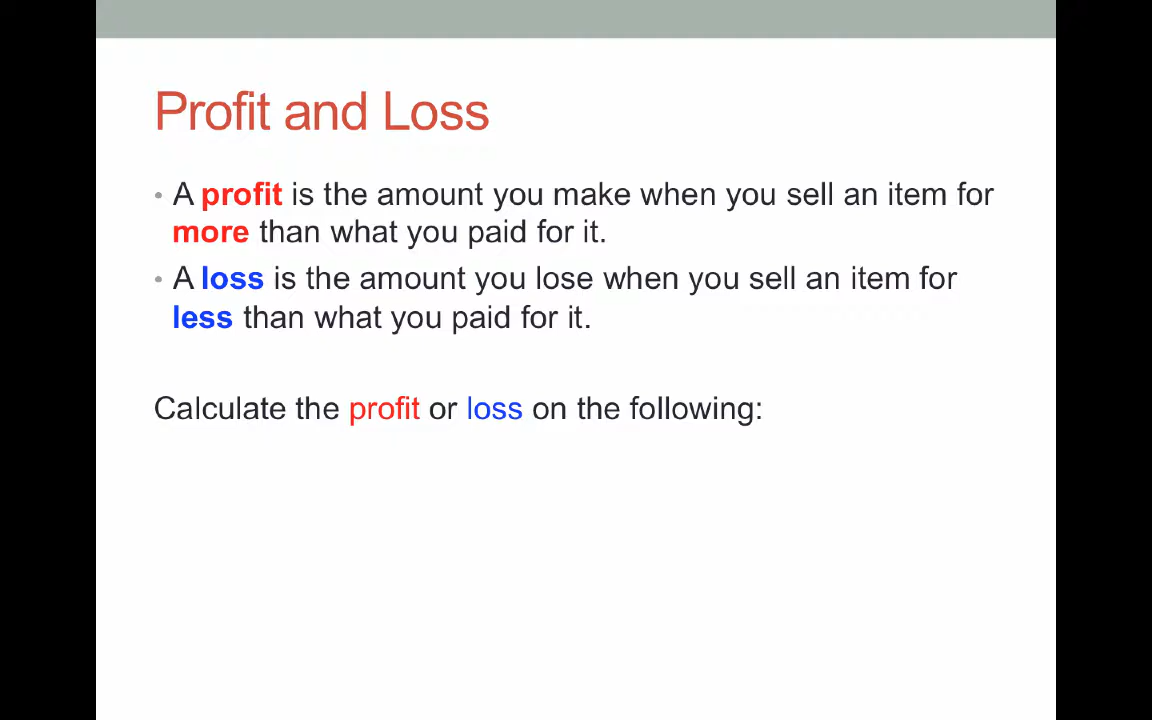 Profit and Loss
• A profit is the amount you make when you sell an item for
more than what you paid for it.
• A loss is the amount you lose when you sell an item for
less than what you paid for it.
Calculate the profit or loss on the following: